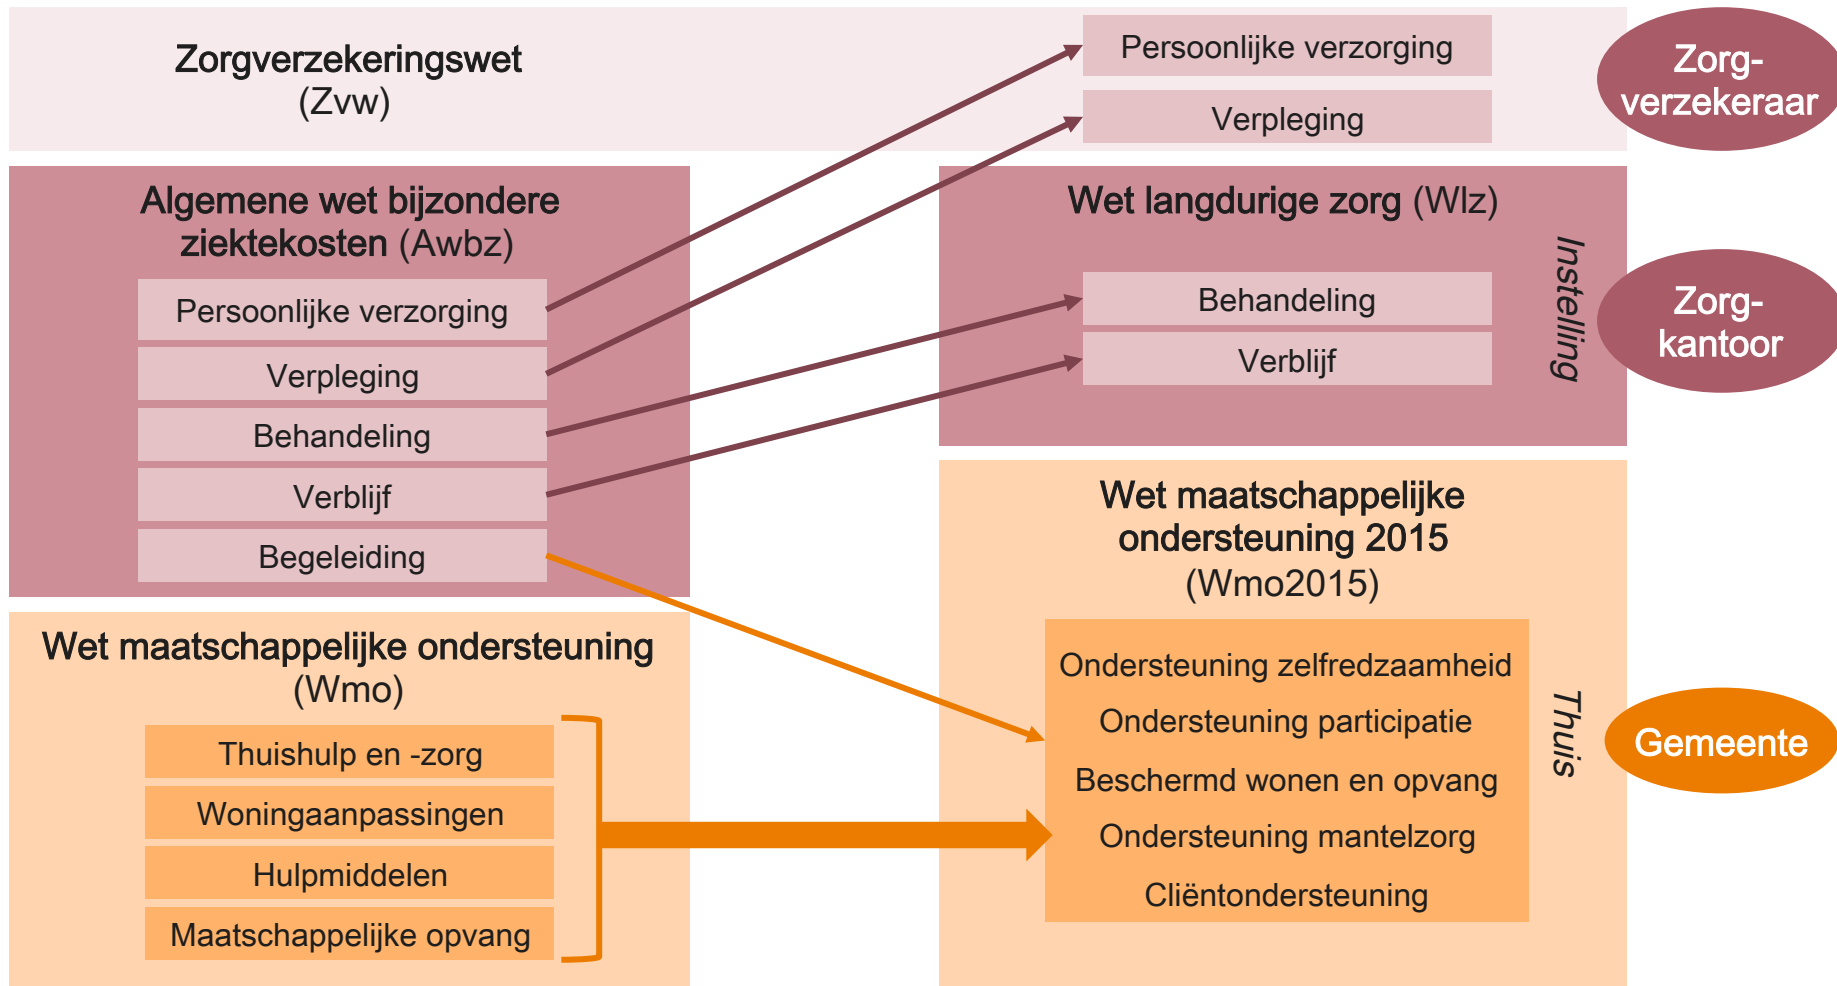 Zorgverzekeringswet
(Zvw)
Persoonlijke verzorging
Verpleging
Zorg-
verzekeraar
Algemene wet bijzondere
ziektekosten (Awbz)
Persoonlijke verzorging
Verpleging
Behandeling
Verblijf
Begeleiding
Wet langdurige zorg (Wlz)
Behandeling
Verblijf
Instelling
Zorg-
kantoor
Wet maatschappelijke ondersteuning
(Wmo)
Thuishulp en -zorg
Woningaanpassingen
Hulpmiddelen
Maatschappelijke opvang
Wet maatschappelijke
ondersteuning 2015
(Wmo2015)
Ondersteuning zelfredzaamheid
Ondersteuning participatie
Beschermd wonen en opvang
Ondersteuning mantelzorg
Cliëntondersteuning
Thuis
Gemeente